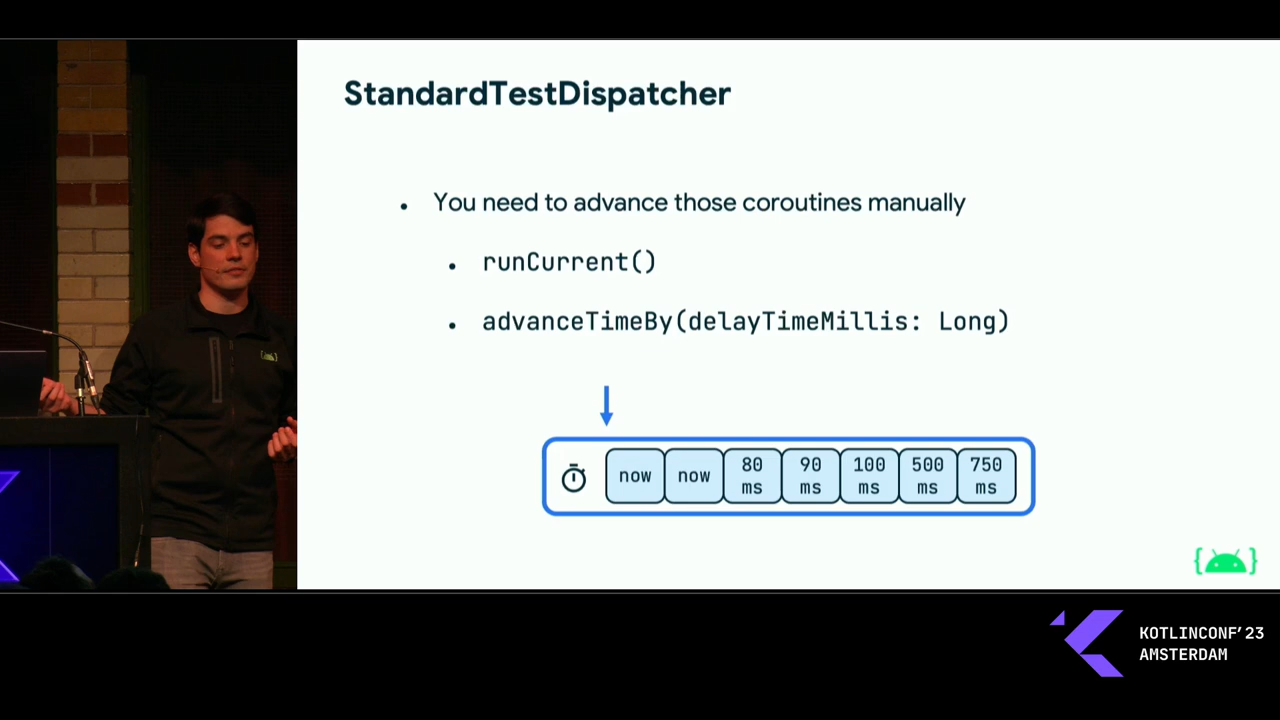 StandardTestDispatcher
You need to advance those coroutines manually
runCurrent()
advanceTimeBy(delayTimeMillis: Long)
now
now
80
ms
90
ms
100
ms
500
ms
750
ms
KOTLINCONF'23
AMSTERDAM